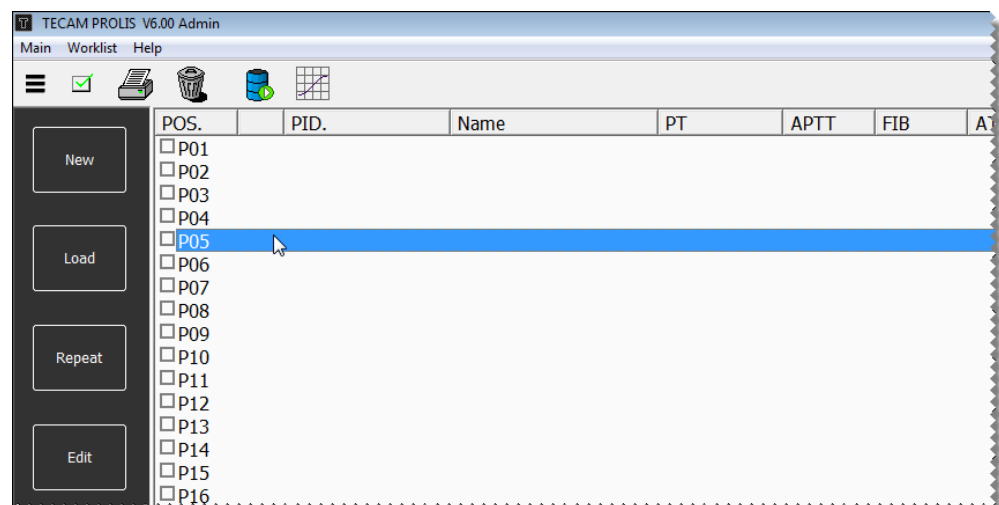 TECAM PROLIS V6.00 Admin
Main Worklist Help
POS. PID. Name PT APTT FIB
New
Load
Repeat
Edit
P01
P02
P03
P04
P05
P06
P07
P08
P09
P10
P11
P12
P13
P14
P15
P16